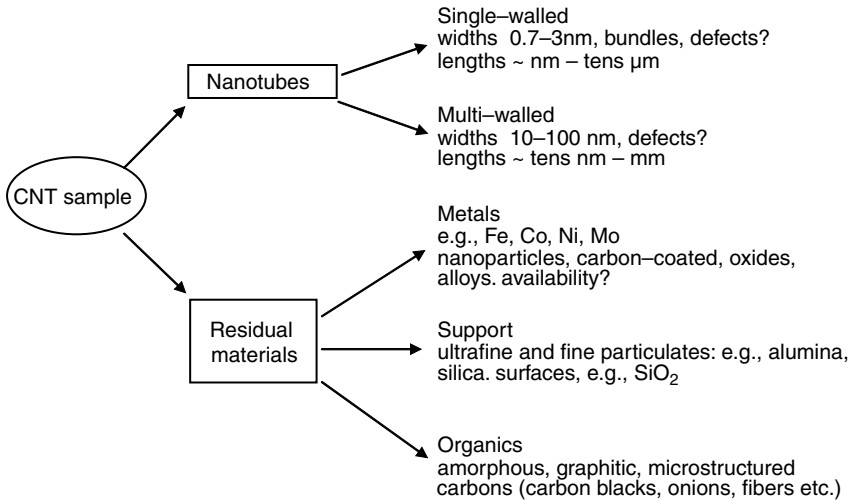 Single–walled
widths 0.7–3nm, bundles, defects?
lengths ~ nm – tens μm
Nanotubes
Multi–walled
widths 10–100 nm, defects?
lengths ~ tens nm – mm
CNT sample
Metals
e.g., Fe, Co, Ni, Mo
nanoparticles, carbon–coated, oxides,
alloys. availability?
Residual
materials
Support
ultrafine and fine particulates: e.g., alumina,
silica. surfaces, e.g., SiO₂
Organics
amorphous, graphitic, microstructured
carbons (carbon blacks, onions, fibers etc.)